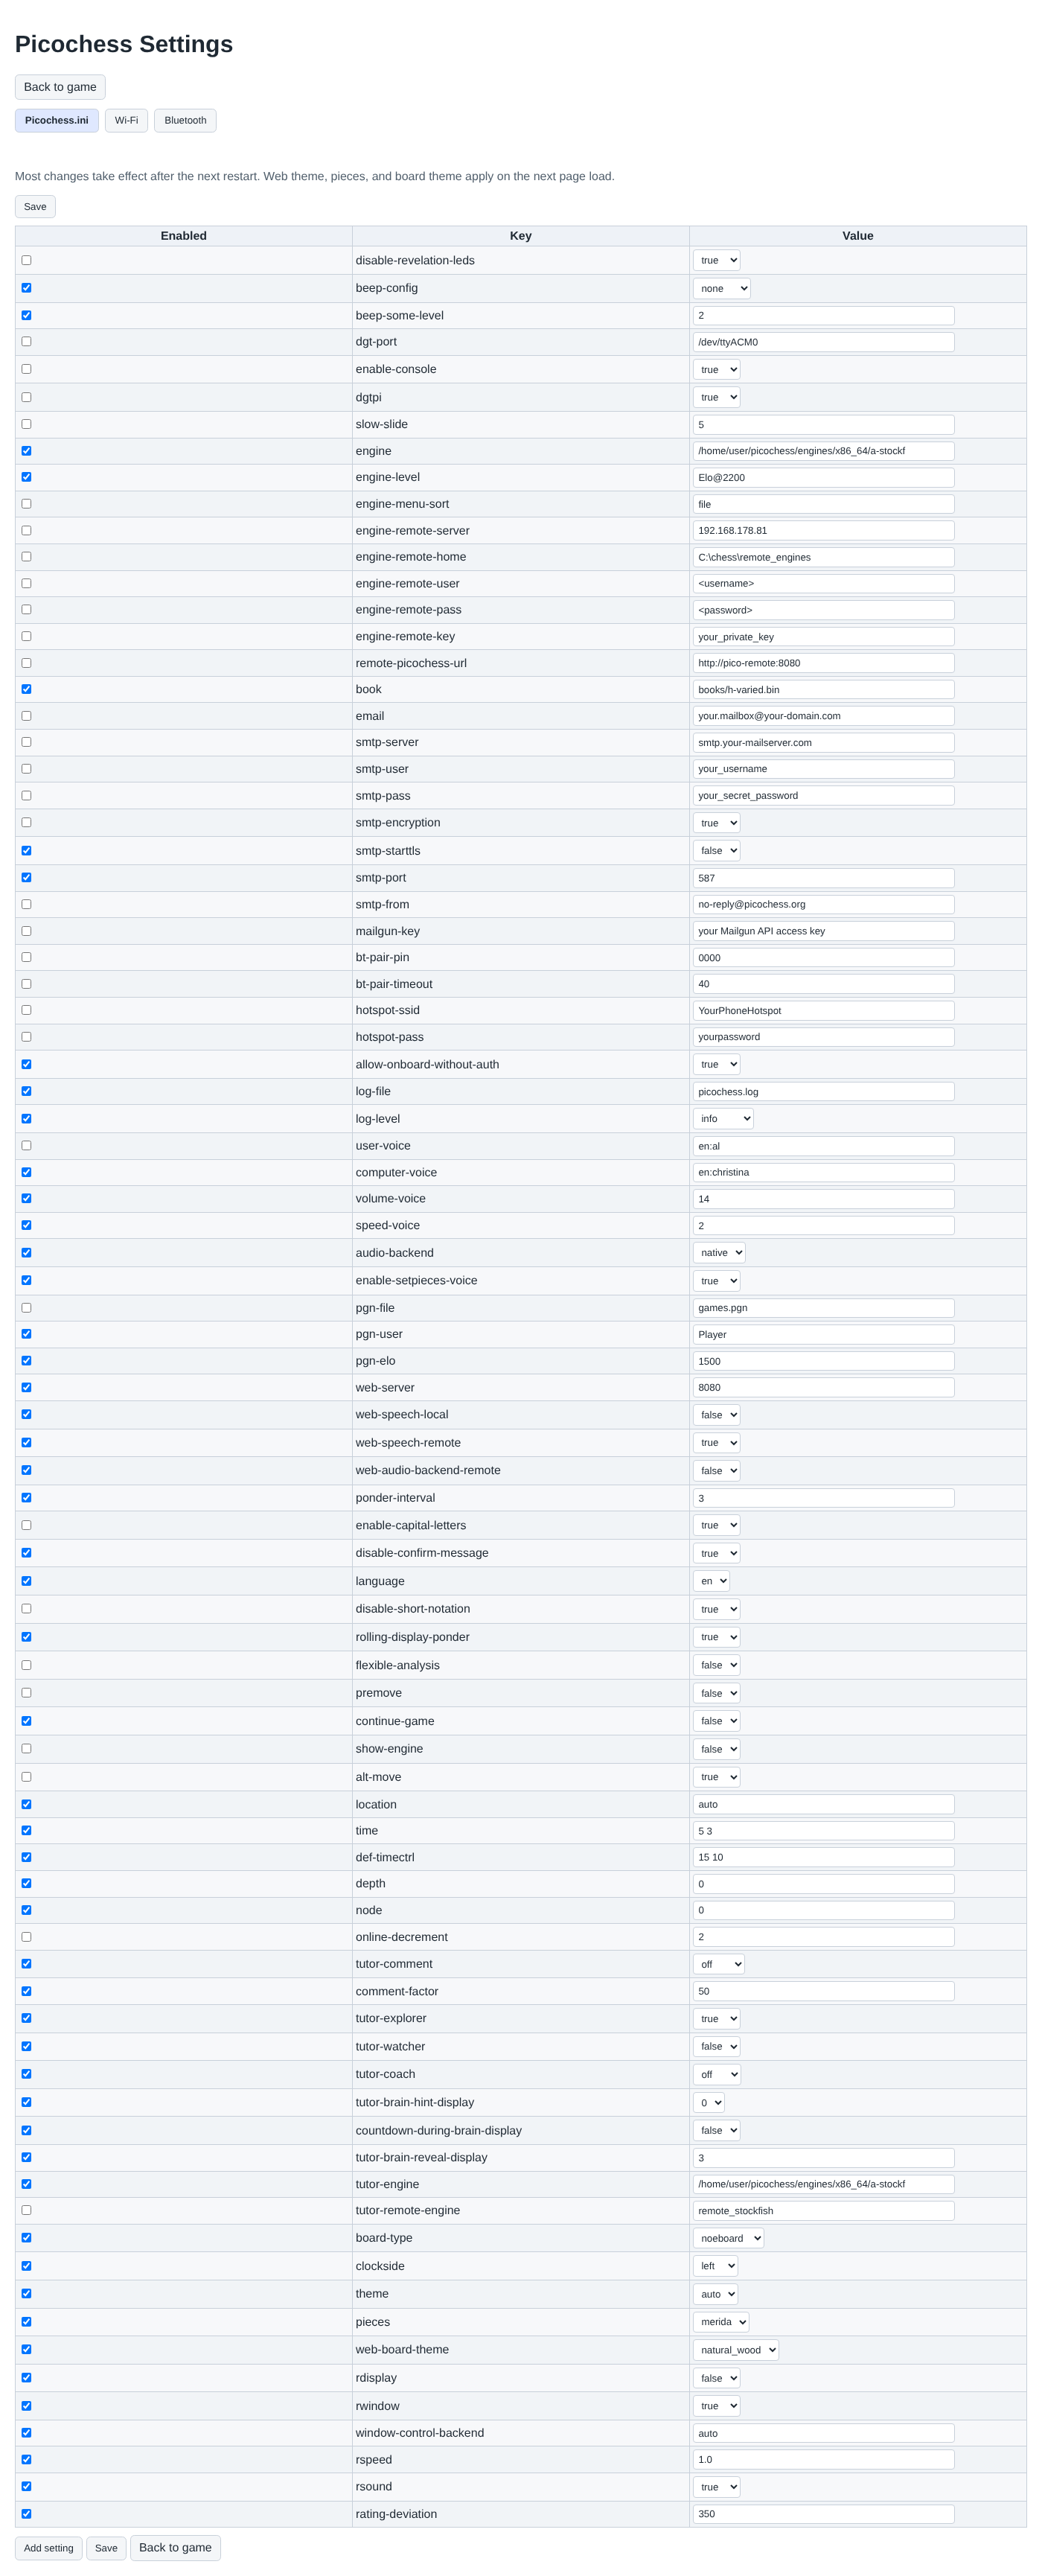 Picochess Settings
Back to game
Picochess.ini Wi-Fi Bluetooth
Most changes take effect after the next restart. Web theme, pieces, and board theme apply on the next page load.
Save
Enabled Key Value
disable-revelation-leds true
beep-config none
beep-some-level 2
dgt-port /dev/ttyACM0
enable-console true
dgtpi true
slow-slide 5
engine /home/user/picochess/engines/x86_64/a-stockf
engine-level Elo@2200
engine-menu-sort file
engine-remote-server 192.168.178.81
engine-remote-home C:\chess\remote_engines
engine-remote-user <username>
engine-remote-pass <password>
engine-remote-key your_private_key
remote-picochess-url http://pico-remote:8080
book books/h-varied.bin
email your.mailbox@your-domain.com
smtp-server smtp.your-mailserver.com
smtp-user your_username
smtp-pass your_secret_password
smtp-encryption true
smtp-starttls false
smtp-port 587
smtp-from no-reply@picochess.org
mailgun-key your Mailgun API access key
bt-pair-pin 0000
bt-pair-timeout 40
hotspot-ssid YourPhoneHotspot
hotspot-pass yourpassword
allow-onboard-without-auth true
log-file picochess.log
log-level info
user-voice en:al
computer-voice en:christina
volume-voice 14
speed-voice 2
audio-backend native
enable-setpieces-voice true
pgn-file games.pgn
pgn-user Player
pgn-elo 1500
web-server 8080
web-speech-local false
web-speech-remote true
web-audio-backend-remote false
ponder-interval 3
enable-capital-letters true
disable-confirm-message true
language en
disable-short-notation true
rolling-display-ponder true
flexible-analysis false
premove false
continue-game false
show-engine false
alt-move true
location auto
time 5 3
def-timectrl 15 10
depth 0
node 0
online-decrement 2
tutor-comment off
comment-factor 50
tutor-explorer true
tutor-watcher false
tutor-coach off
tutor-brain-hint-display 0
countdown-during-brain-display false
tutor-brain-reveal-display 3
tutor-engine /home/user/picochess/engines/x86_64/a-stockf
tutor-remote-engine remote_stockfish
board-type noeboard
clockside left
theme auto
pieces merida
web-board-theme natural_wood
rdisplay false
rwindow true
window-control-backend auto
rspeed 1.0
rsound true
rating-deviation 350
Add setting Save Back to game